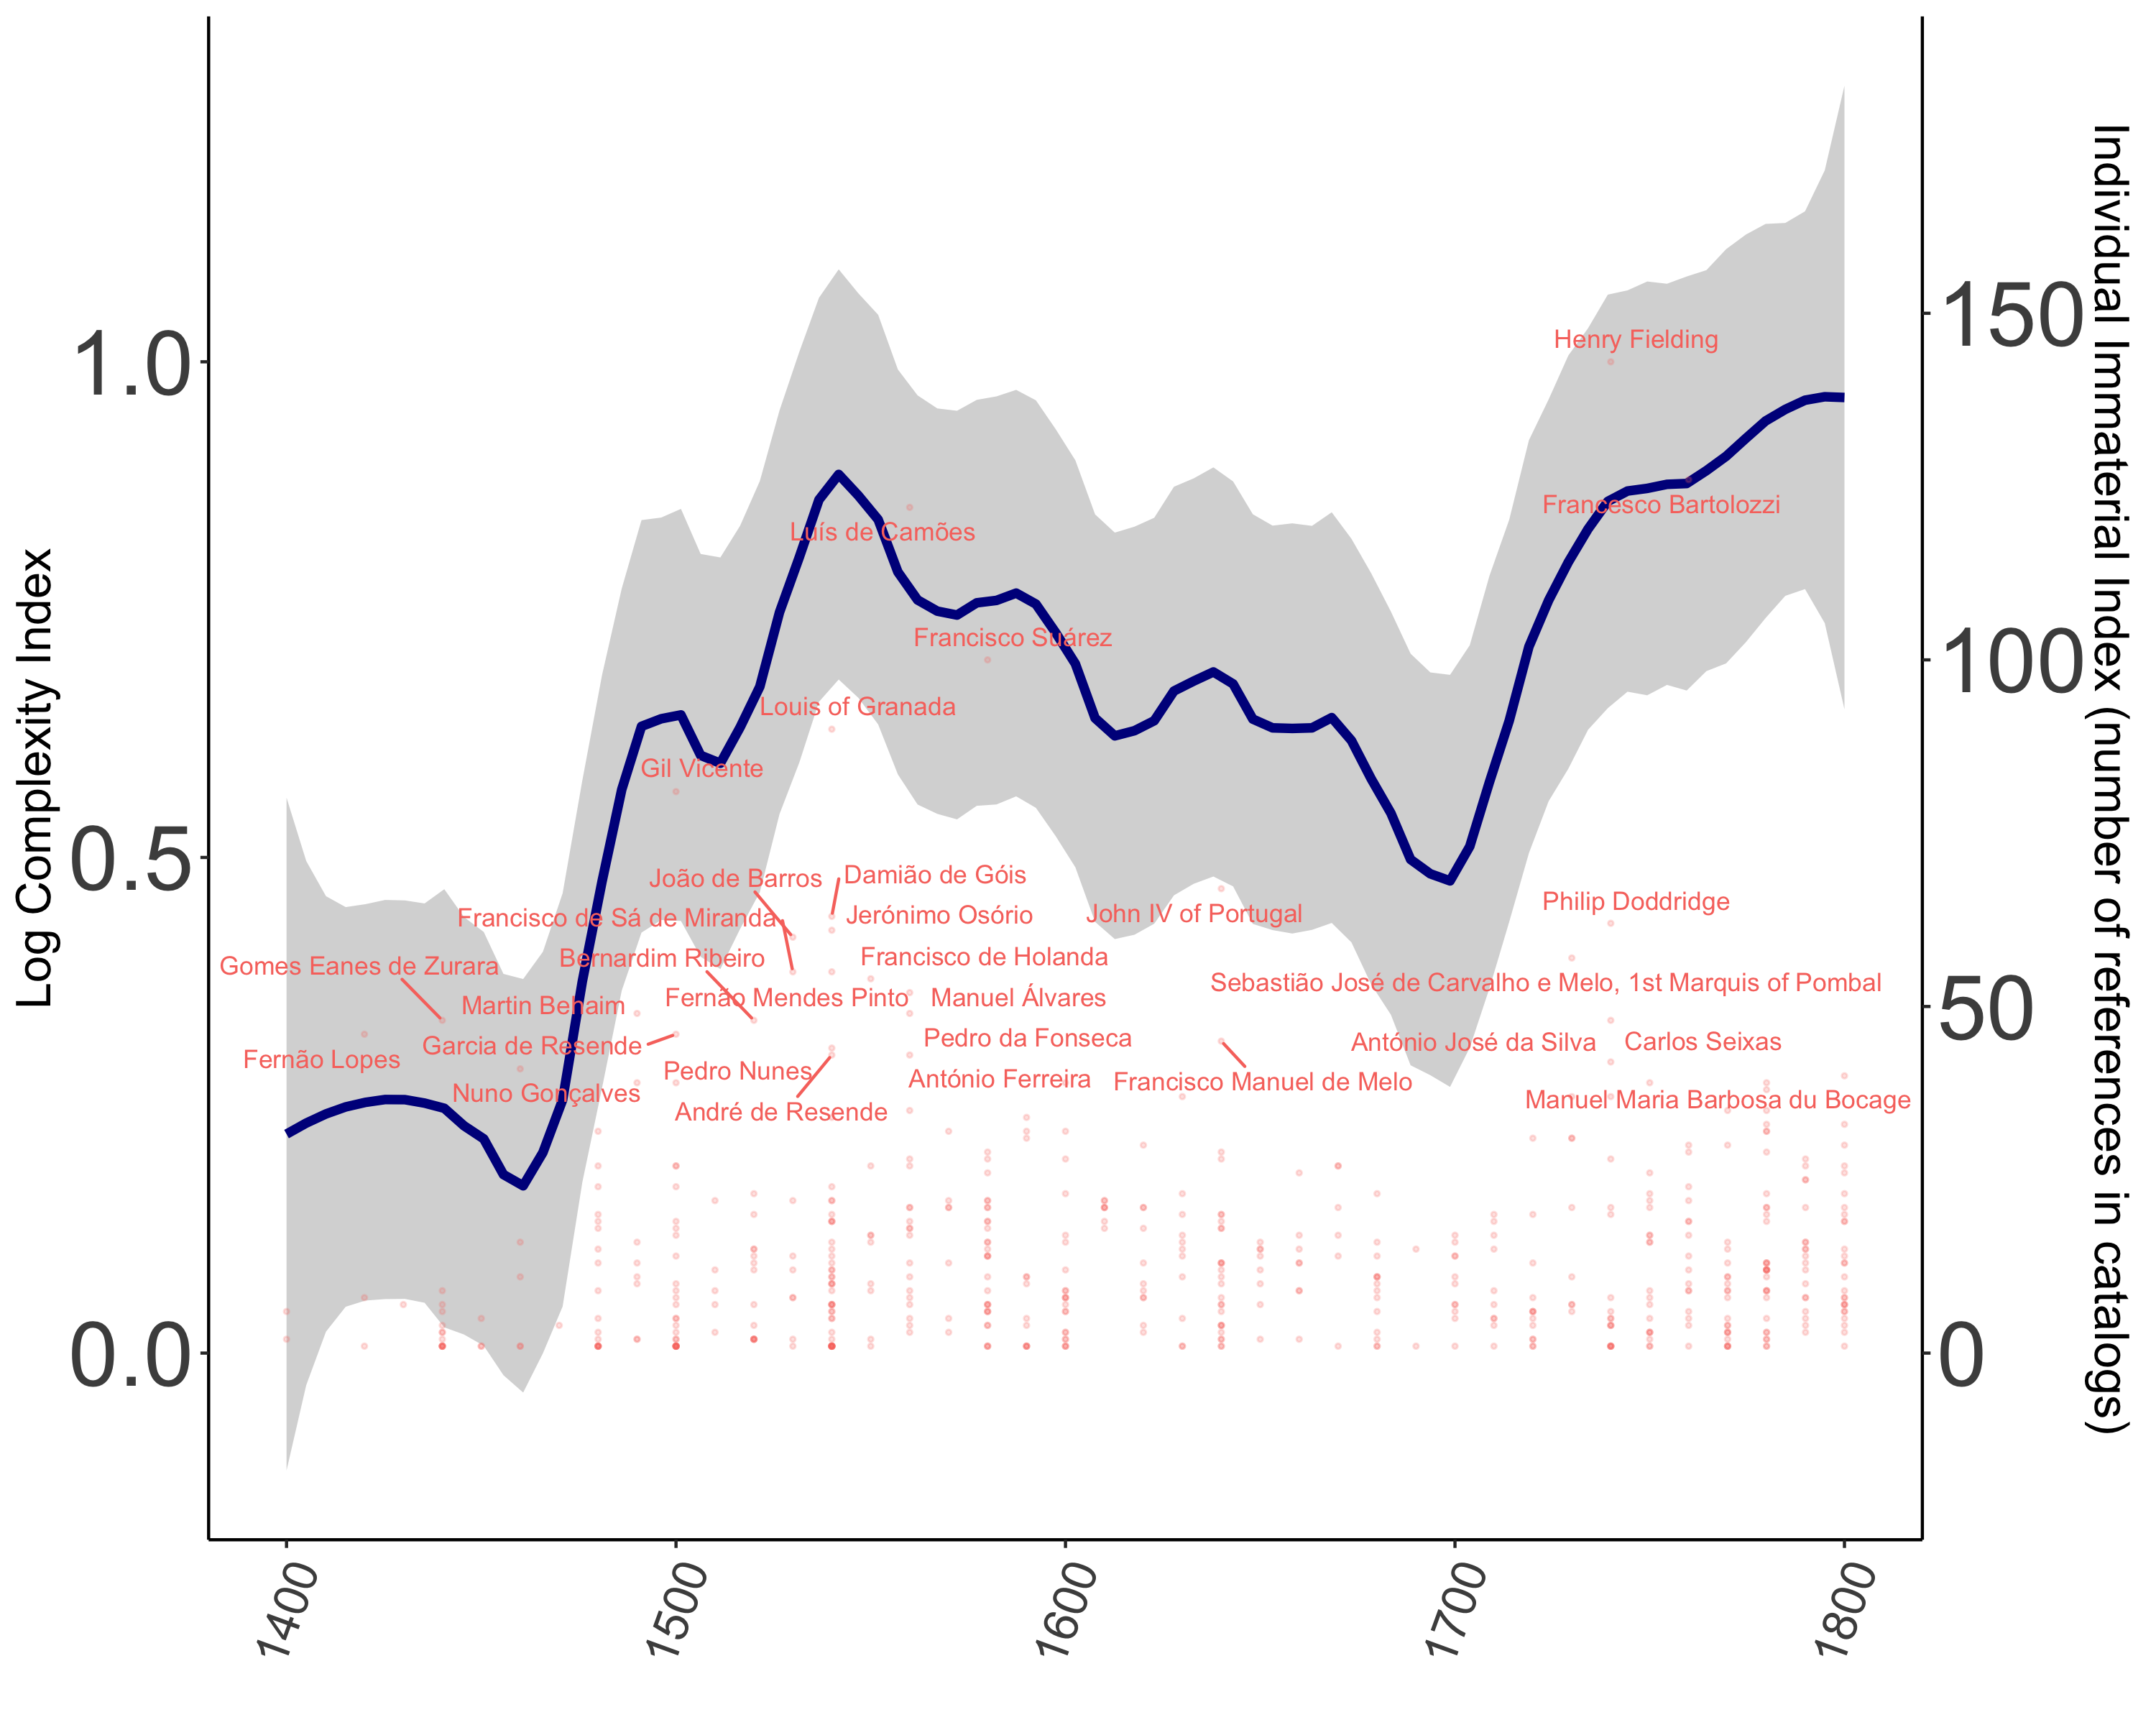 Log Complexity Index
Individual Immaterial Index (number of references in catalogs)
1.0
0.5
0.0
150
100
50
0
Henry Fielding
Francesco Bartolozzi
Luís de Camões
Francisco Suárez
Louis of Granada
Gil Vicente
João de Barros
Damião de Góis
Philip Doddridge
Francisco de Sá de Miranda
Jerónimo Osório
John IV of Portugal
Gomes Eanes de Zurara
Bernardim Ribeiro
Francisco de Holanda
Sebastião José de Carvalho e Melo, 1st Marquis of Pombal
Martin Behaim
Fernão Mendes Pinto
Manuel Álvares
Garcia de Resende
Pedro da Fonseca
António José da Silva
Carlos Seixas
Fernão Lopes
Pedro Nunes
António Ferreira
Francisco Manuel de Melo
Nuno Gonçalves
André de Resende
Manuel Maria Barbosa du Bocage
1400
1500
1600
1700
1800